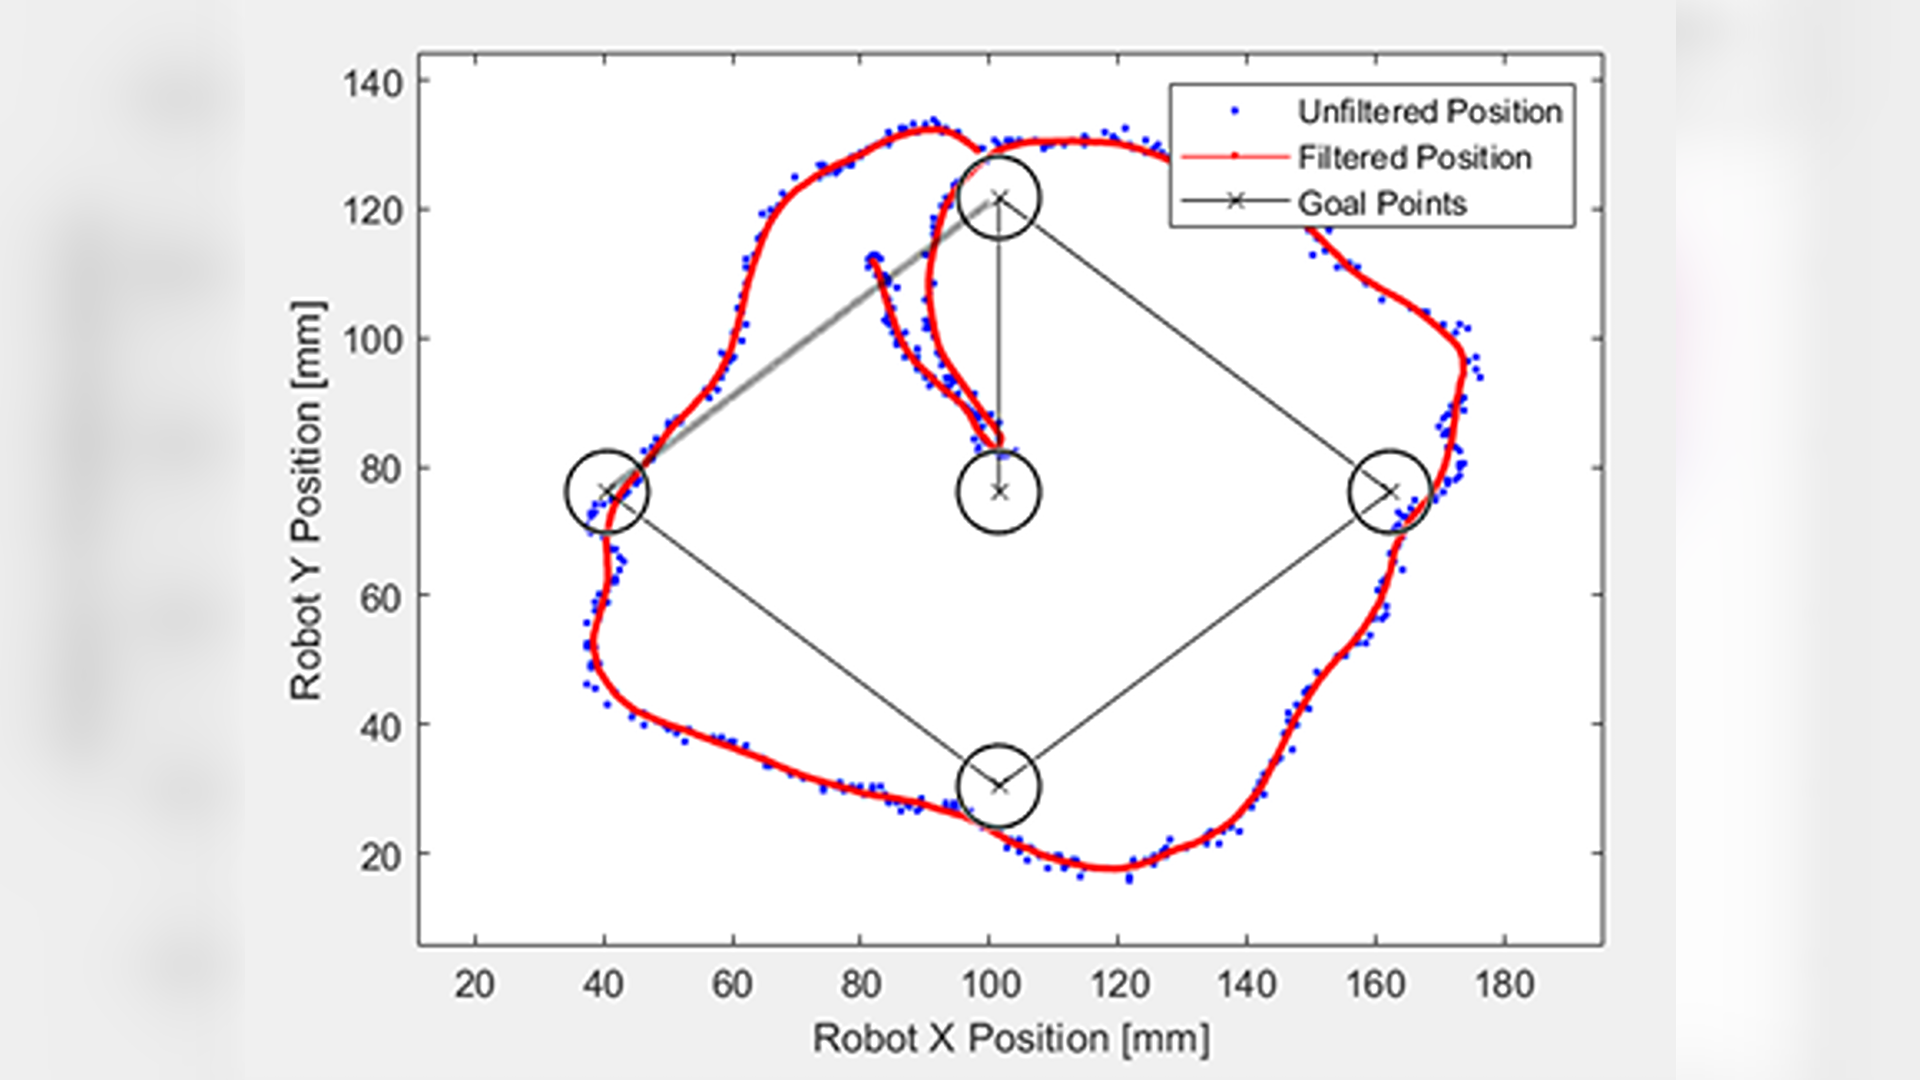 140
120
100
80
60
40
20
Robot Y Position [mm]
Unfiltered Position
Filtered Position
Goal Points
20 40 60 80 100 120 140 160 180
Robot X Position [mm]